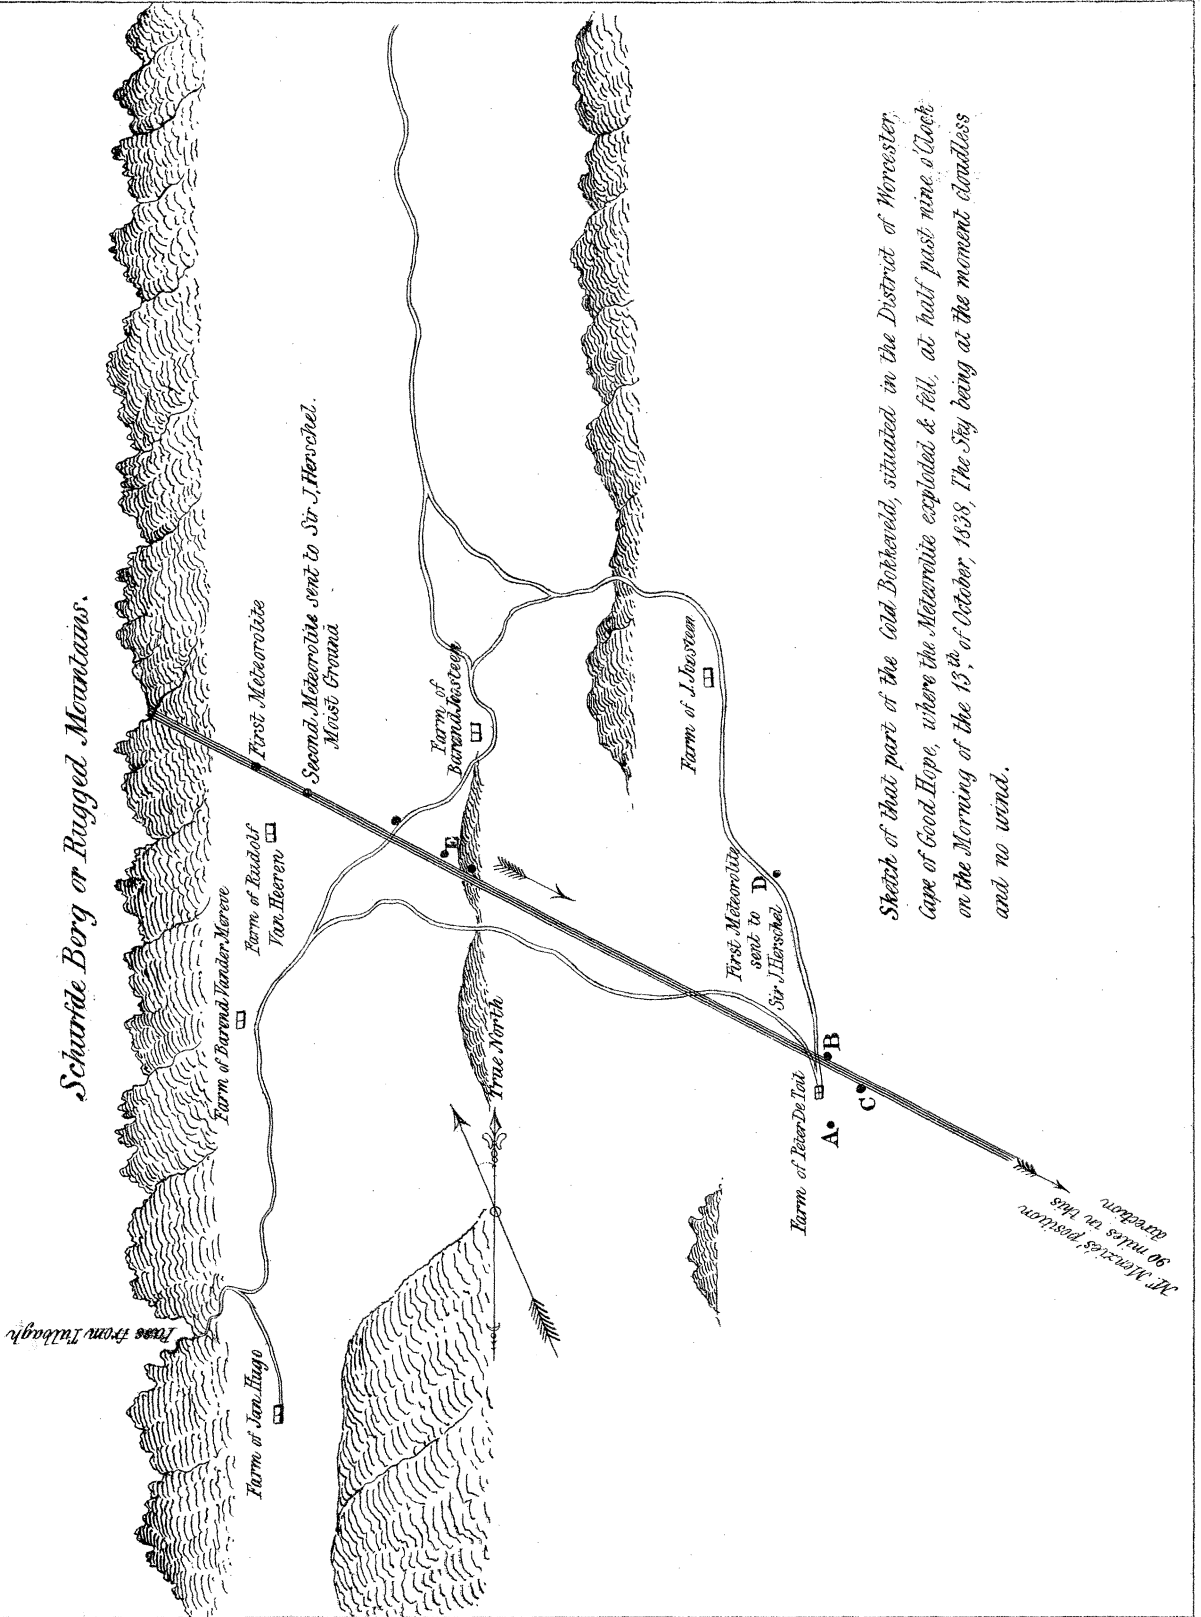 Schurfde Berg or Rugged Mountains.
First Meteorolite
Second Meteorolite sent to Sir J. Herschel.
Moist Ground
Pass from Tulbagh
Farm of Jan Hugo
Farm of Barend Vander Mereve
Farm of Rudolf
Van Heeren
Farm of
Barend Joosteen
E
True North
Farm of J. Joosteen
First Meteorolite
sent to
Sir J. Herschel
D
Farm of Peter De Toit
A
B
C
Mr. Menzies' position
90 miles in this
direction
Sketch of that part of the Cold Bokkeveld, situated in the District of Worcester,
Cape of Good Hope, where the Meteorolite exploded & fell, at half past nine o'Clock
on the Morning of the 13th, of October, 1838, The Sky being at the moment cloudless
and no wind.